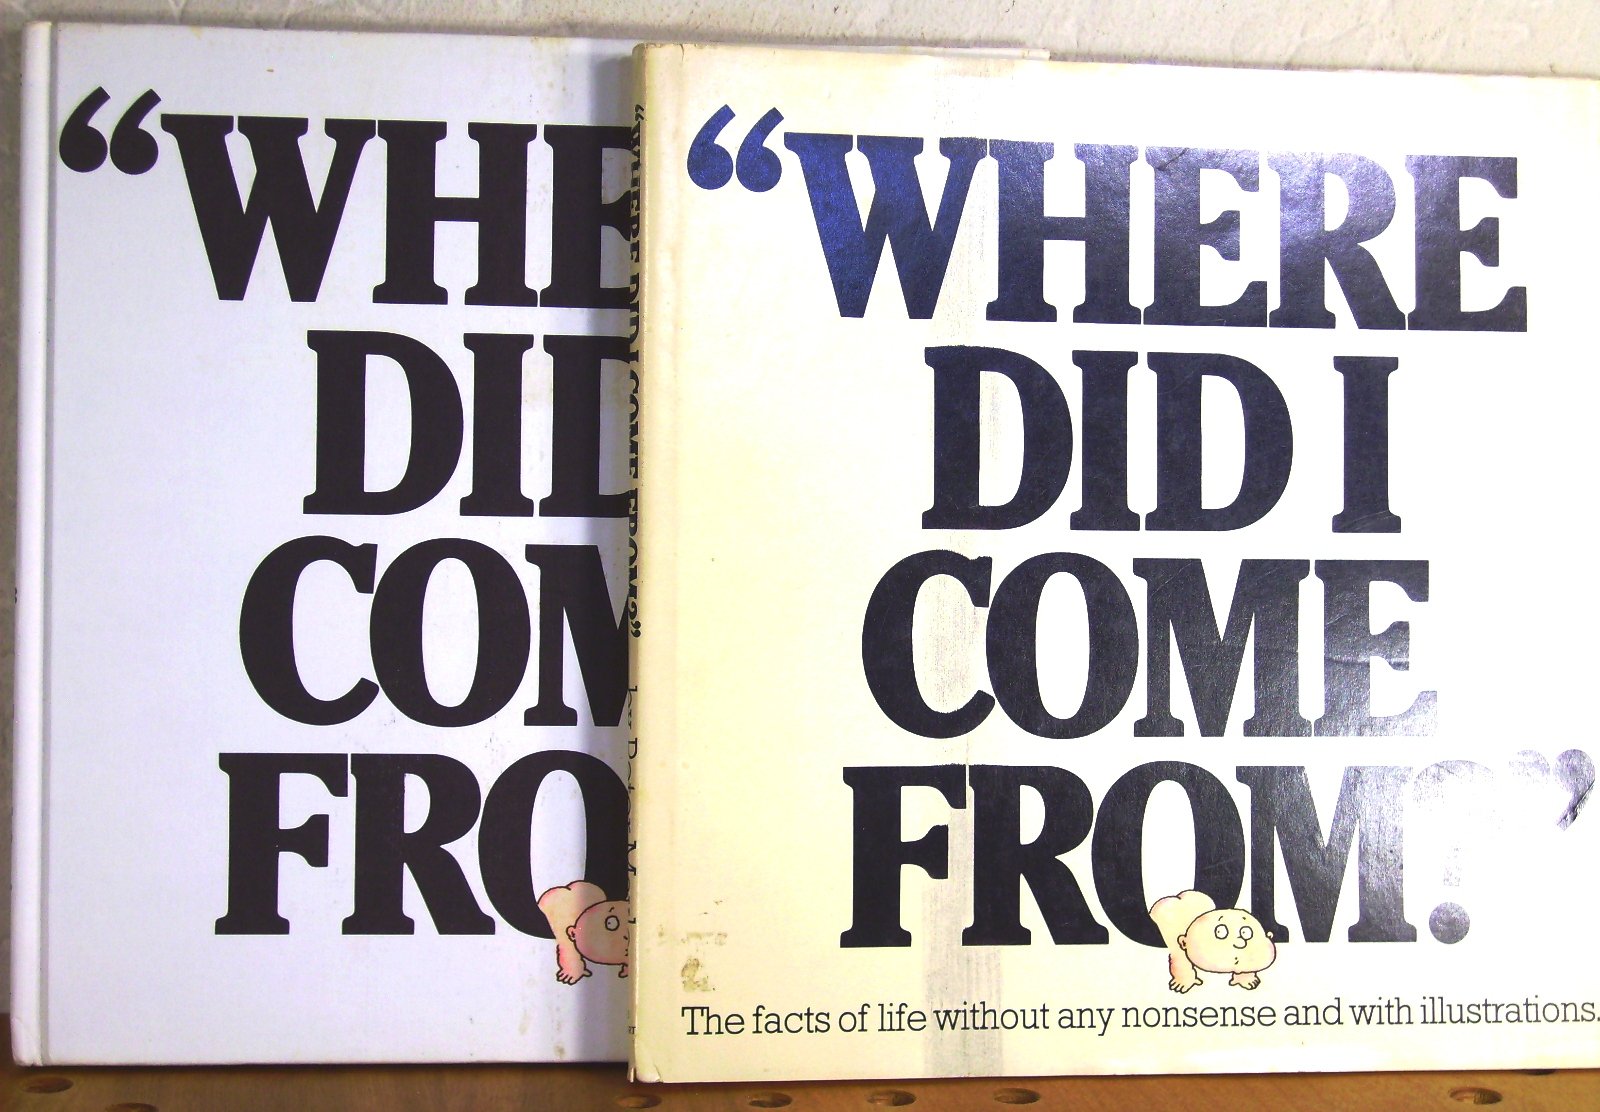 “WHE
DID
COM
FRO
“WHERE DID I COME FROM?”
“WHERE
DID I
COME
FROM?”
The facts of life without any nonsense and with illustrations.